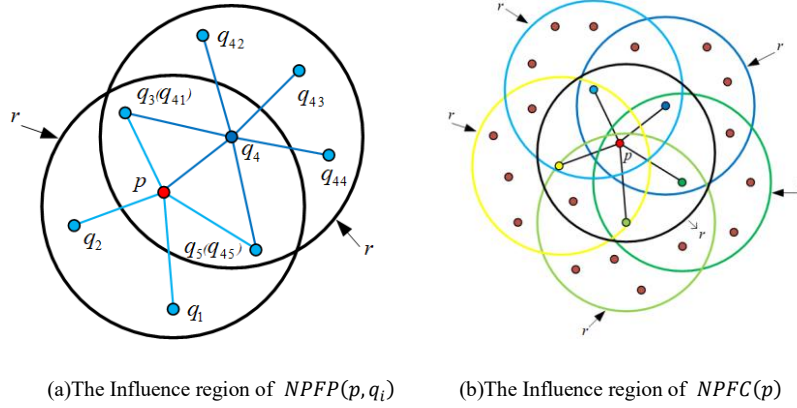 q42
q3(q41)
q43
r
q4
p
q44
q2
q5(q45)
r
q1
r
r
r
p
r
r
(a)The Influence region of NPFP(p, qi)
(b)The Influence region of NPFC(p)